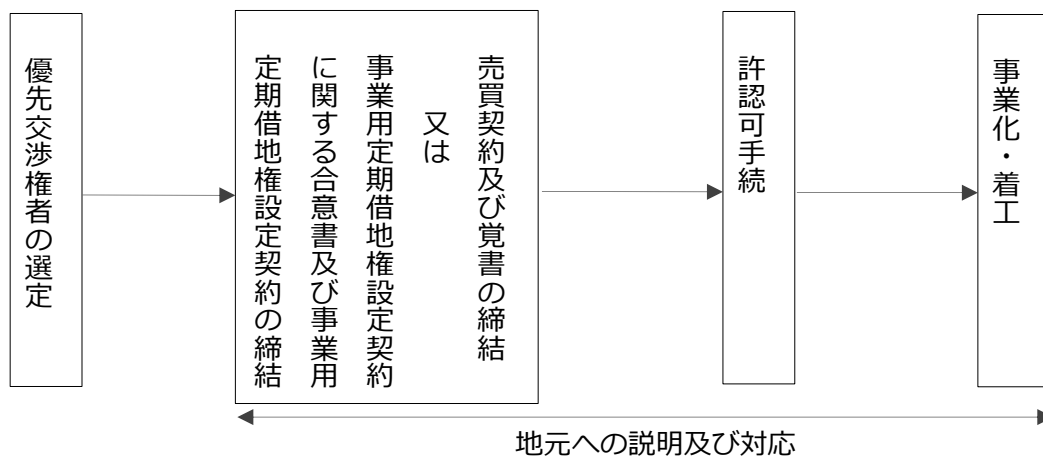 優先交渉権者の選定
売買契約及び覚書の締結
又は
事業用定期借地権設定契約
に関する合意書及び事業用
定期借地権設定契約の締結
許認可手続
事業化・着工
地元への説明及び対応